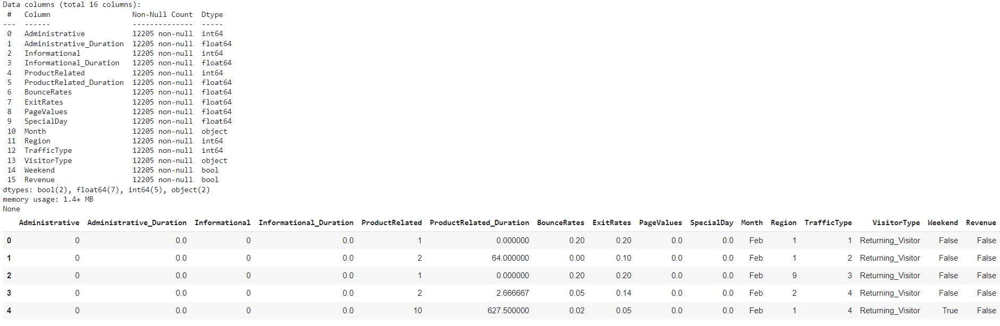 Data columns (total 16 columns):
 #   Column                   Non-Null Count  Dtype
---  ------                   --------------  -----
 0   Administrative           12205 non-null  int64
 1   Administrative_Duration  12205 non-null  float64
 2   Informational            12205 non-null  int64
 3   Informational_Duration   12205 non-null  float64
 4   ProductRelated           12205 non-null  int64
 5   ProductRelated_Duration  12205 non-null  float64
 6   BounceRates              12205 non-null  float64
 7   ExitRates                12205 non-null  float64
 8   PageValues               12205 non-null  float64
 9   SpecialDay               12205 non-null  float64
 10  Month                    12205 non-null  object
 11  Region                   12205 non-null  int64
 12  TrafficType              12205 non-null  int64
 13  VisitorType              12205 non-null  object
 14  Weekend                  12205 non-null  bool
 15  Revenue                  12205 non-null  bool
dtypes: bool(2), float64(7), int64(5), object(2)
memory usage: 1.4+ MB
None
Administrative Administrative_Duration Informational Informational_Duration ProductRelated ProductRelated_Duration BounceRates ExitRates PageValues SpecialDay Month Region TrafficType VisitorType Weekend Revenue
0 0 0.0 0 0.0 1 0.000000 0.20 0.20 0.0 0.0 Feb 1 1 Returning_Visitor False False
1 0 0.0 0 0.0 2 64.000000 0.00 0.10 0.0 0.0 Feb 1 2 Returning_Visitor False False
2 0 0.0 0 0.0 1 0.000000 0.20 0.20 0.0 0.0 Feb 9 3 Returning_Visitor False False
3 0 0.0 0 0.0 2 2.666667 0.05 0.14 0.0 0.0 Feb 2 4 Returning_Visitor False False
4 0 0.0 0 0.0 10 627.500000 0.02 0.05 0.0 0.0 Feb 1 4 Returning_Visitor True False